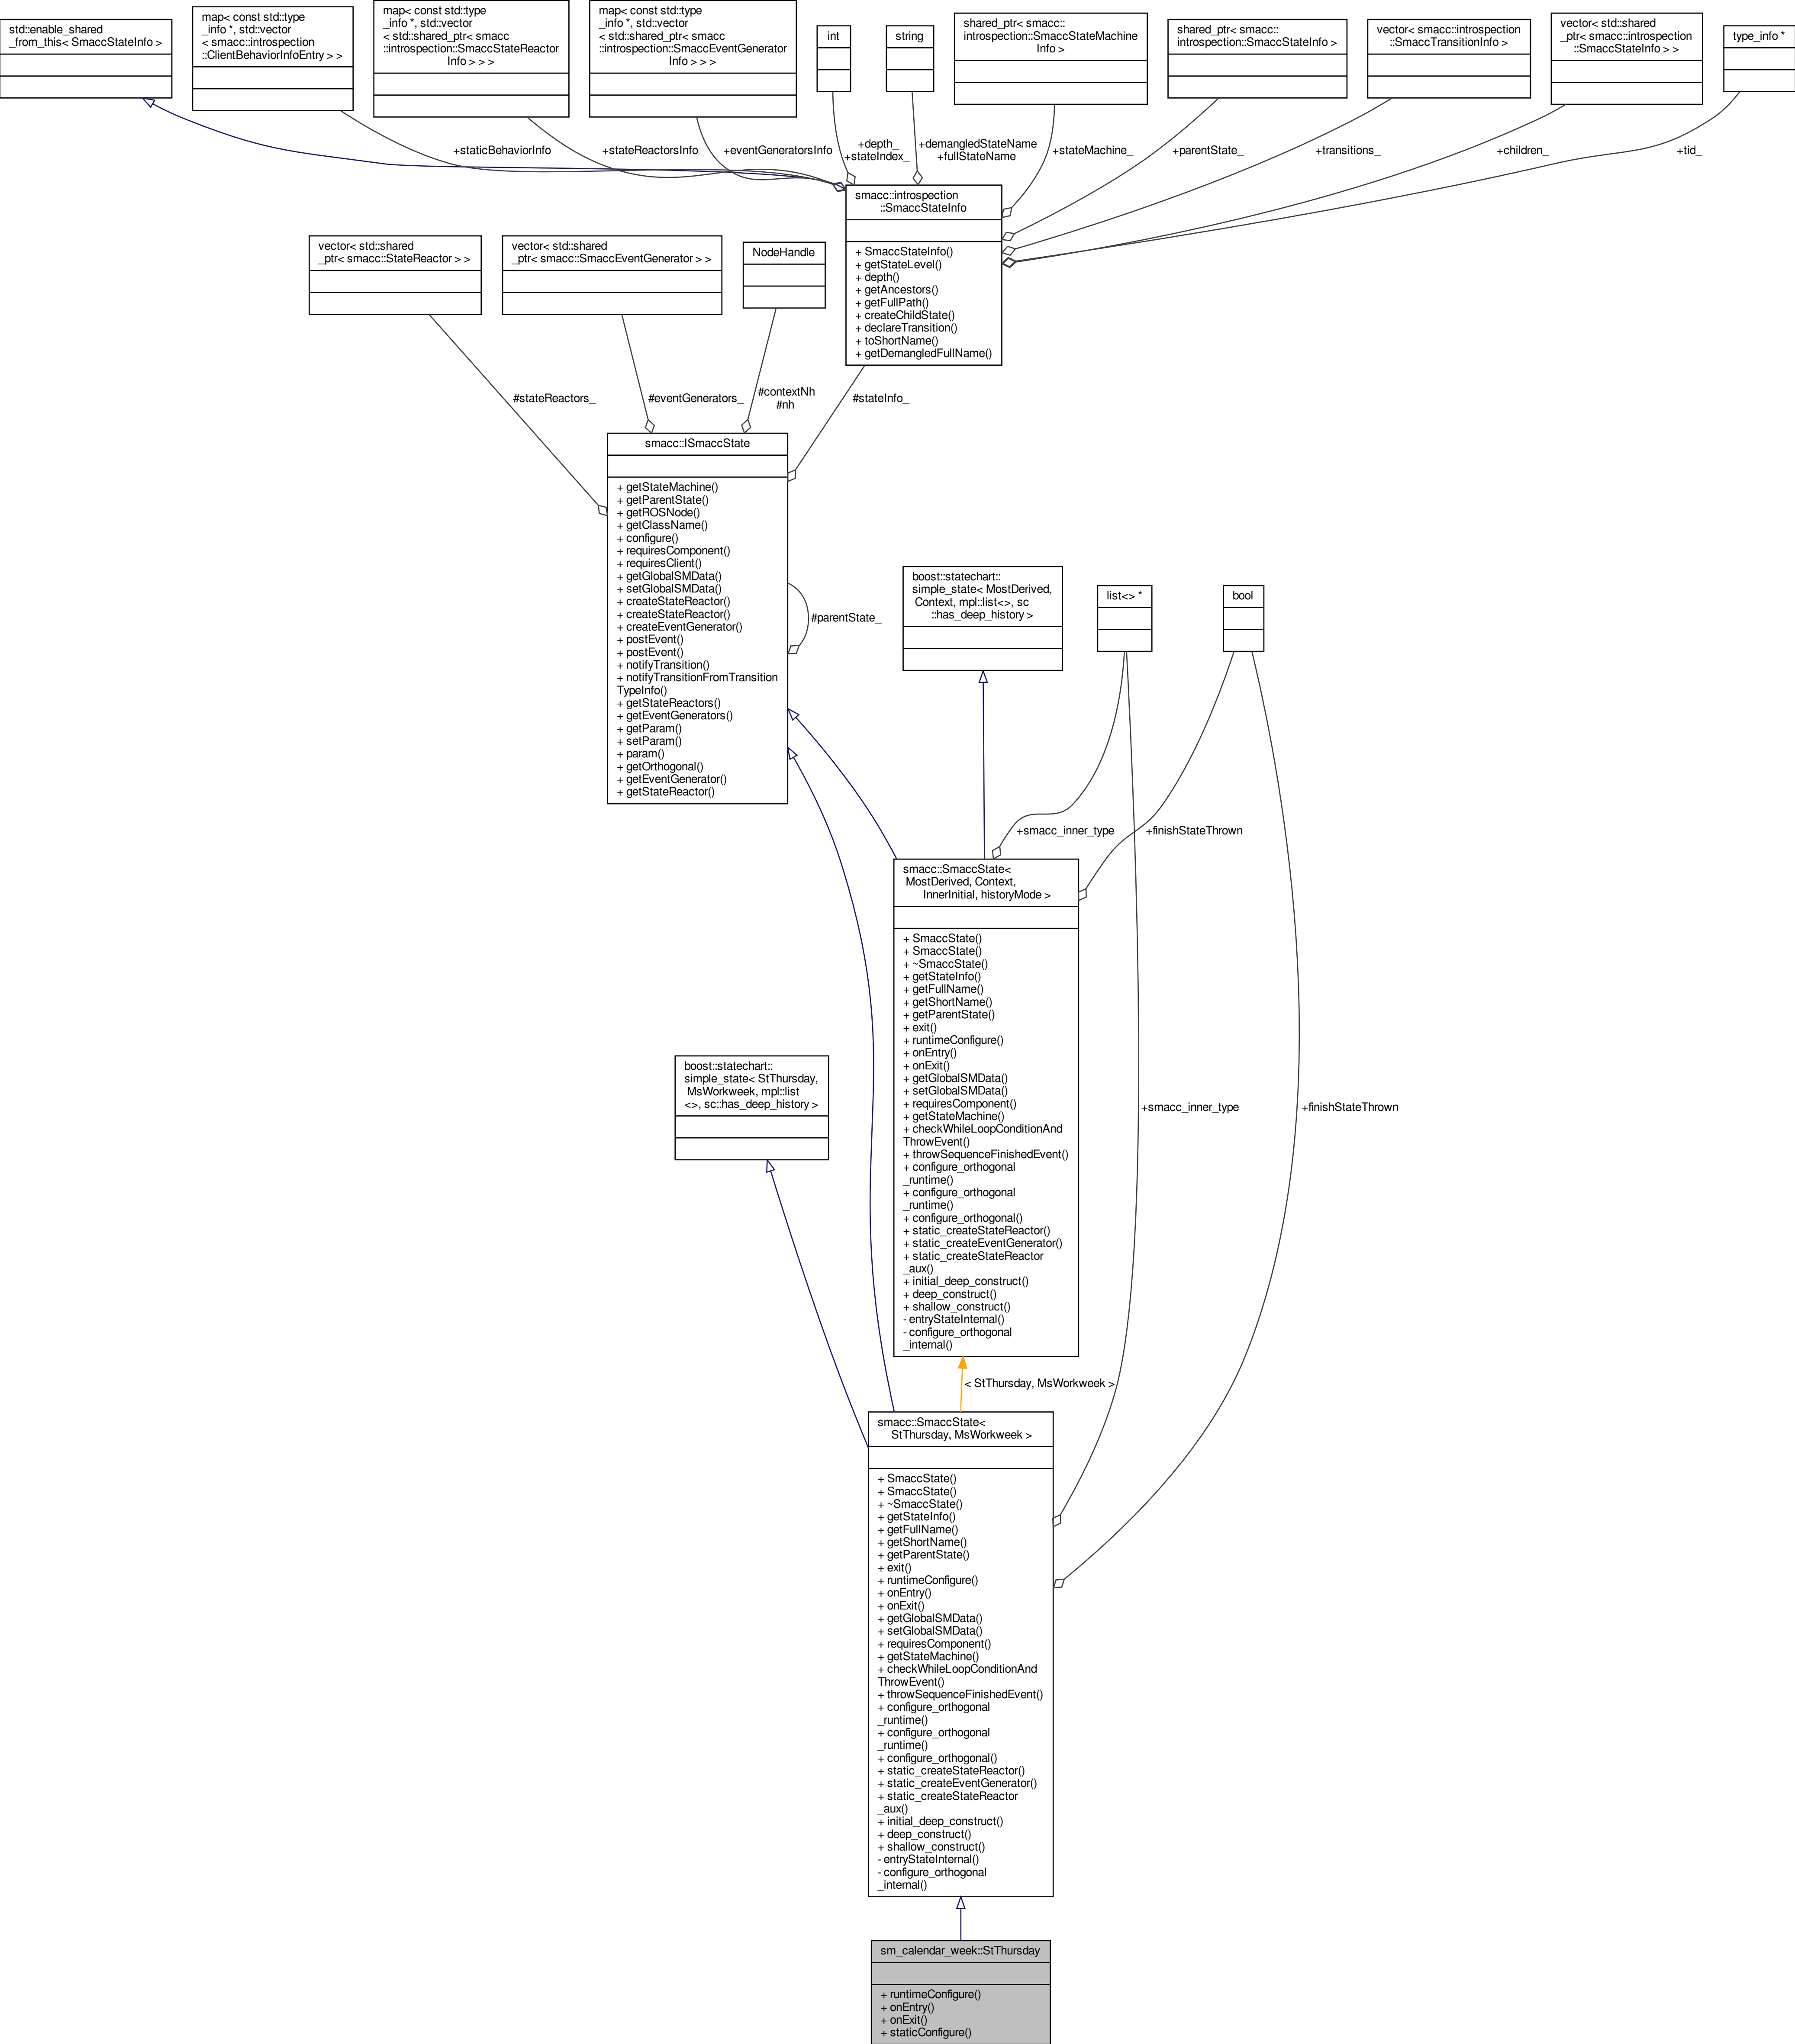 std::enable_shared
_from_this< SmaccStateInfo >
map< const std::type
_info *, std::vector
< smacc::introspection
::ClientBehaviorInfoEntry > >
map< const std::type
_info *, std::vector
< std::shared_ptr< smacc
::introspection::SmaccStateReactor
Info > > >
map< const std::type
_info *, std::vector
< std::shared_ptr< smacc
::introspection::SmaccEventGenerator
Info > > >
int
string
shared_ptr< smacc::
introspection::SmaccStateMachine
Info >
shared_ptr< smacc::
introspection::SmaccStateInfo >
vector< smacc::introspection
::SmaccTransitionInfo >
vector< std::shared
_ptr< smacc::introspection
::SmaccStateInfo > >
type_info *
+staticBehaviorInfo
+stateReactorsInfo
+eventGeneratorsInfo
+depth_
+stateIndex_
+demangledStateName
+fullStateName
+stateMachine_
+parentState_
+transitions_
+children_
+tid_
smacc::introspection
::SmaccStateInfo
+ SmaccStateInfo()
+ getStateLevel()
+ depth()
+ getAncestors()
+ getFullPath()
+ createChildState()
+ declareTransition()
+ toShortName()
+ getDemangledFullName()
vector< std::shared
_ptr< smacc::StateReactor > >
vector< std::shared
_ptr< smacc::SmaccEventGenerator > >
NodeHandle
#stateReactors_
#eventGenerators_
#contextNh
#nh
#stateInfo_
smacc::ISmaccState
+ getStateMachine()
+ getParentState()
+ getROSNode()
+ getClassName()
+ configure()
+ requiresComponent()
+ requiresClient()
+ getGlobalSMData()
+ setGlobalSMData()
+ createStateReactor()
+ createStateReactor()
+ createEventGenerator()
+ postEvent()
+ postEvent()
+ notifyTransition()
+ notifyTransitionFromTransition
TypeInfo()
+ getStateReactors()
+ getEventGenerators()
+ getParam()
+ setParam()
+ param()
+ getOrthogonal()
+ getEventGenerator()
+ getStateReactor()
#parentState_
boost::statechart::
simple_state< MostDerived,
Context, mpl::list<>, sc
::has_deep_history >
list<> *
bool
+smacc_inner_type
+finishStateThrown
smacc::SmaccState<
MostDerived, Context,
InnerInitial, historyMode >
+ SmaccState()
+ SmaccState()
+ ~SmaccState()
+ getStateInfo()
+ getFullName()
+ getShortName()
+ getParentState()
+ exit()
+ runtimeConfigure()
+ onEntry()
+ onExit()
+ getGlobalSMData()
+ setGlobalSMData()
+ requiresComponent()
+ getStateMachine()
+ checkWhileLoopConditionAnd
ThrowEvent()
+ throwSequenceFinishedEvent()
+ configure_orthogonal
_runtime()
+ configure_orthogonal
_runtime()
+ configure_orthogonal()
+ static_createStateReactor()
+ static_createEventGenerator()
+ static_createStateReactor
_aux()
+ initial_deep_construct()
+ deep_construct()
+ shallow_construct()
- entryStateInternal()
- configure_orthogonal
_internal()
boost::statechart::
simple_state< StThursday,
MsWorkweek, mpl::list
<>, sc::has_deep_history >
+smacc_inner_type
+finishStateThrown
< StThursday, MsWorkweek >
smacc::SmaccState<
StThursday, MsWorkweek >
+ SmaccState()
+ SmaccState()
+ ~SmaccState()
+ getStateInfo()
+ getFullName()
+ getShortName()
+ getParentState()
+ exit()
+ runtimeConfigure()
+ onEntry()
+ onExit()
+ getGlobalSMData()
+ setGlobalSMData()
+ requiresComponent()
+ getStateMachine()
+ checkWhileLoopConditionAnd
ThrowEvent()
+ throwSequenceFinishedEvent()
+ configure_orthogonal
_runtime()
+ configure_orthogonal
_runtime()
+ configure_orthogonal()
+ static_createStateReactor()
+ static_createEventGenerator()
+ static_createStateReactor
_aux()
+ initial_deep_construct()
+ deep_construct()
+ shallow_construct()
- entryStateInternal()
- configure_orthogonal
_internal()
sm_calendar_week::StThursday
+ runtimeConfigure()
+ onEntry()
+ onExit()
+ staticConfigure()